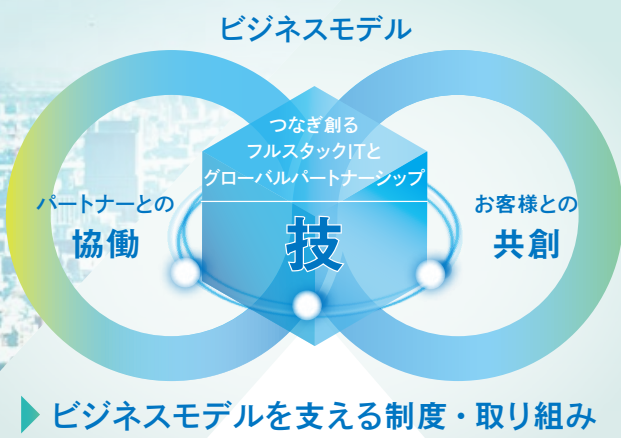 ビジネスモデル
つなぎ創る
フルスタックITと
グローバルパートナーシップ
技
パートナーとの
協働
お客様との
共創
ビジネスモデルを支える制度・取り組み